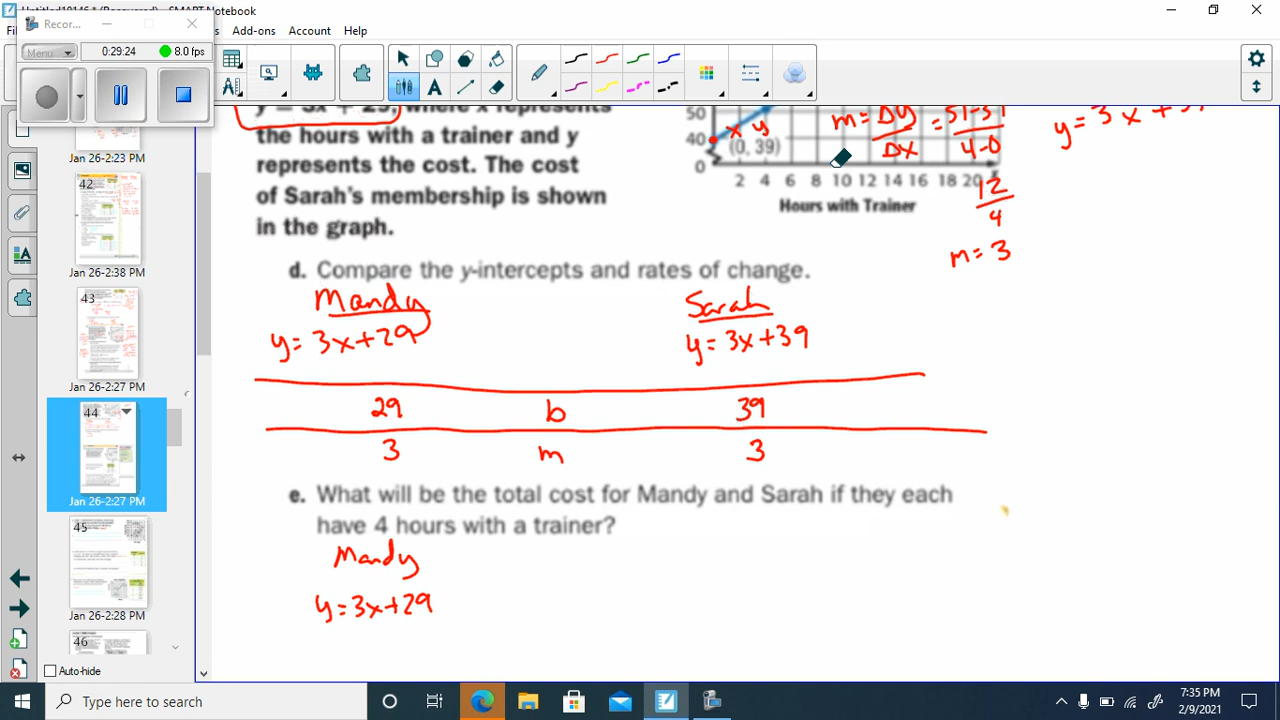 SMART Notebook
Recor...
Add-ons Account
Menu
0:29:24
8.0 fps
where x represents
the hours with a trainer and y
represents the cost. The cost
of Sarah's membership is shown
in the graph.
50
40
0
x y
(0, 39)
2 4 6 8 10 12 14 16 18 20
Hours with Trainer
m= Δy
Δx
= 51-39
4-0
12
4
m=3
y=3x+39
d. Compare the y-intercepts and rates of change.
Mandy Sarah
y=3x+29 y=3x+39
29 b 39
3 m 3
e. What will be the total cost for Mandy and Sarah if they each
have 4 hours with a trainer?
Mandy
y=3x+29
Jan 26-2:23 PM
42
Jan 26-2:38 PM
43
Jan 26-2:27 PM
44
Jan 26-2:27 PM
45
Jan 26-2:28 PM
46
Auto-hide
Type here to search
7:35 PM
2/9/2021